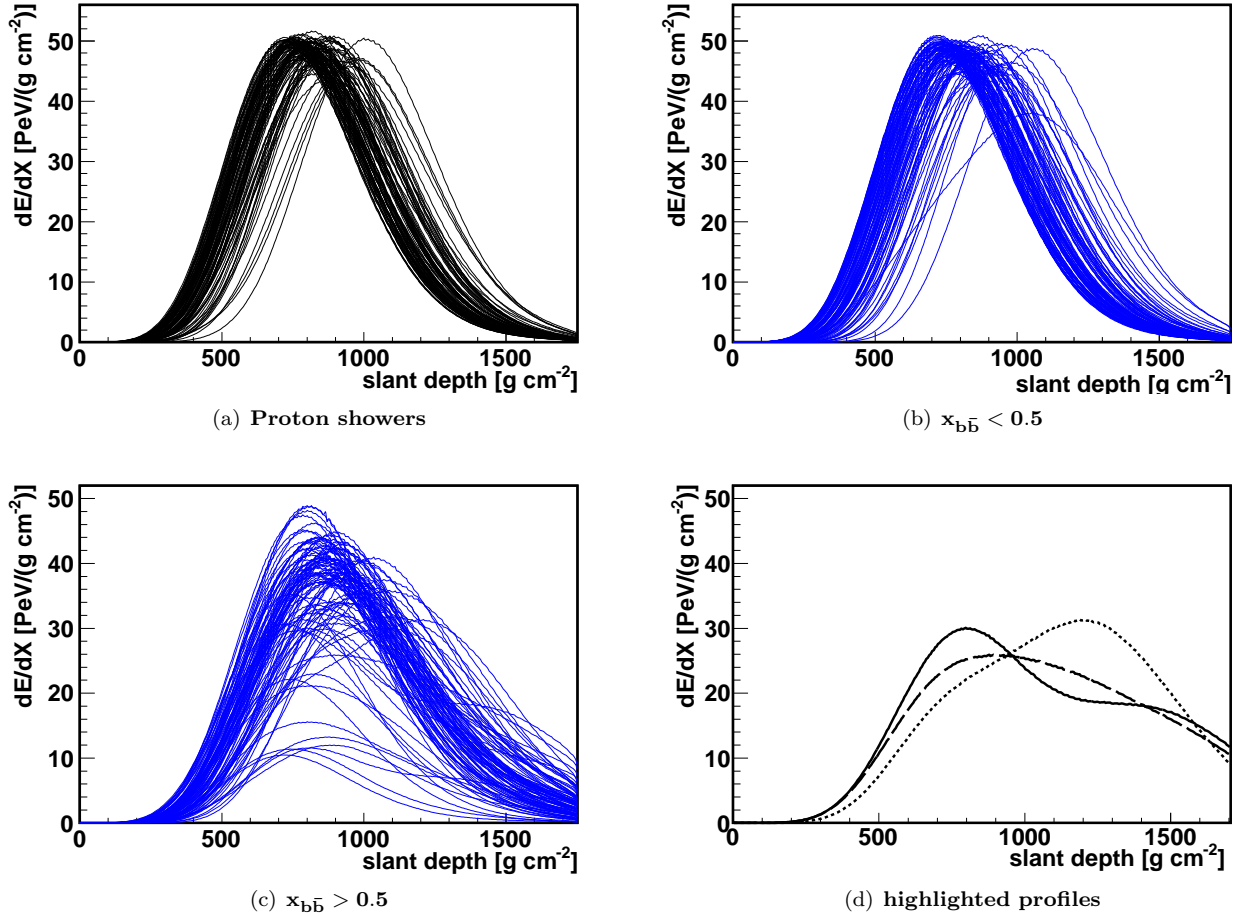 dE/dX [PeV/(g cm-2)]
50
40
30
20
10
0
0 500 1000 1500
slant depth [g cm-2]
(a) Proton showers
dE/dX [PeV/(g cm-2)]
50
40
30
20
10
0
0 500 1000 1500
slant depth [g cm-2]
(b) x_{bb̄} < 0.5
dE/dX [PeV/(g cm-2)]
50
40
30
20
10
0
0 500 1000 1500
slant depth [g cm-2]
(c) x_{bb̄} > 0.5
dE/dX [PeV/(g cm-2)]
50
40
30
20
10
0
0 500 1000 1500
slant depth [g cm-2]
(d) highlighted profiles